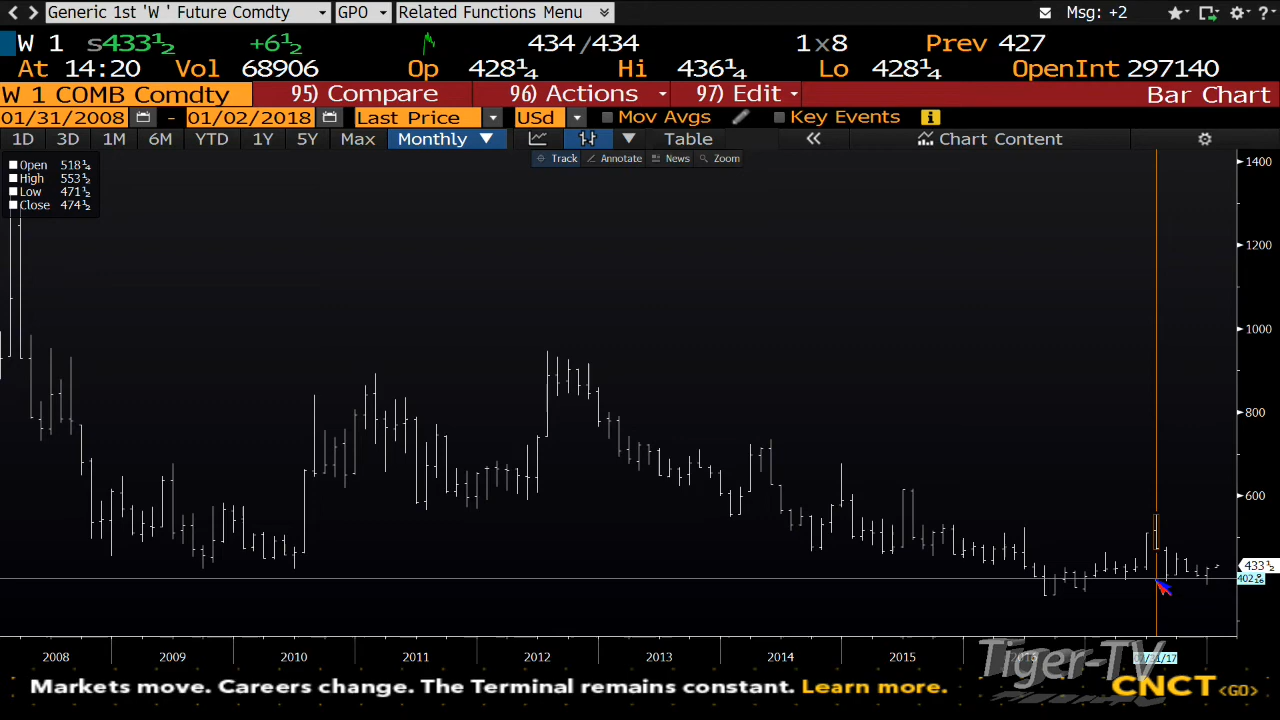 Generic 1st 'W ' Future Comdty GPO Related Functions Menu Msg: +2
W 1 s433½ +6½ 434 /434 1x8 Prev 427
At 14:20 Vol 68906 Op 428¼ Hi 436¼ Lo 428¼ OpenInt 297140
W 1 COMB Comdty 95) Compare 96) Actions 97) Edit Bar Chart
01/31/2008 - 01/02/2018 Last Price USd Mov Avgs Key Events
1D 3D 1M 6M YTD 1Y 5Y Max Monthly Table Chart Content
Track Annotate News Zoom
Open 518¼
High 553½
Low 471½
Close 474½
1400
1200
1000
800
600
433½
2008 2009 2010 2011 2012 2013 2014 2015
Tiger-TV
Markets move. Careers change. The Terminal remains constant. Learn more. CNCT <GO>